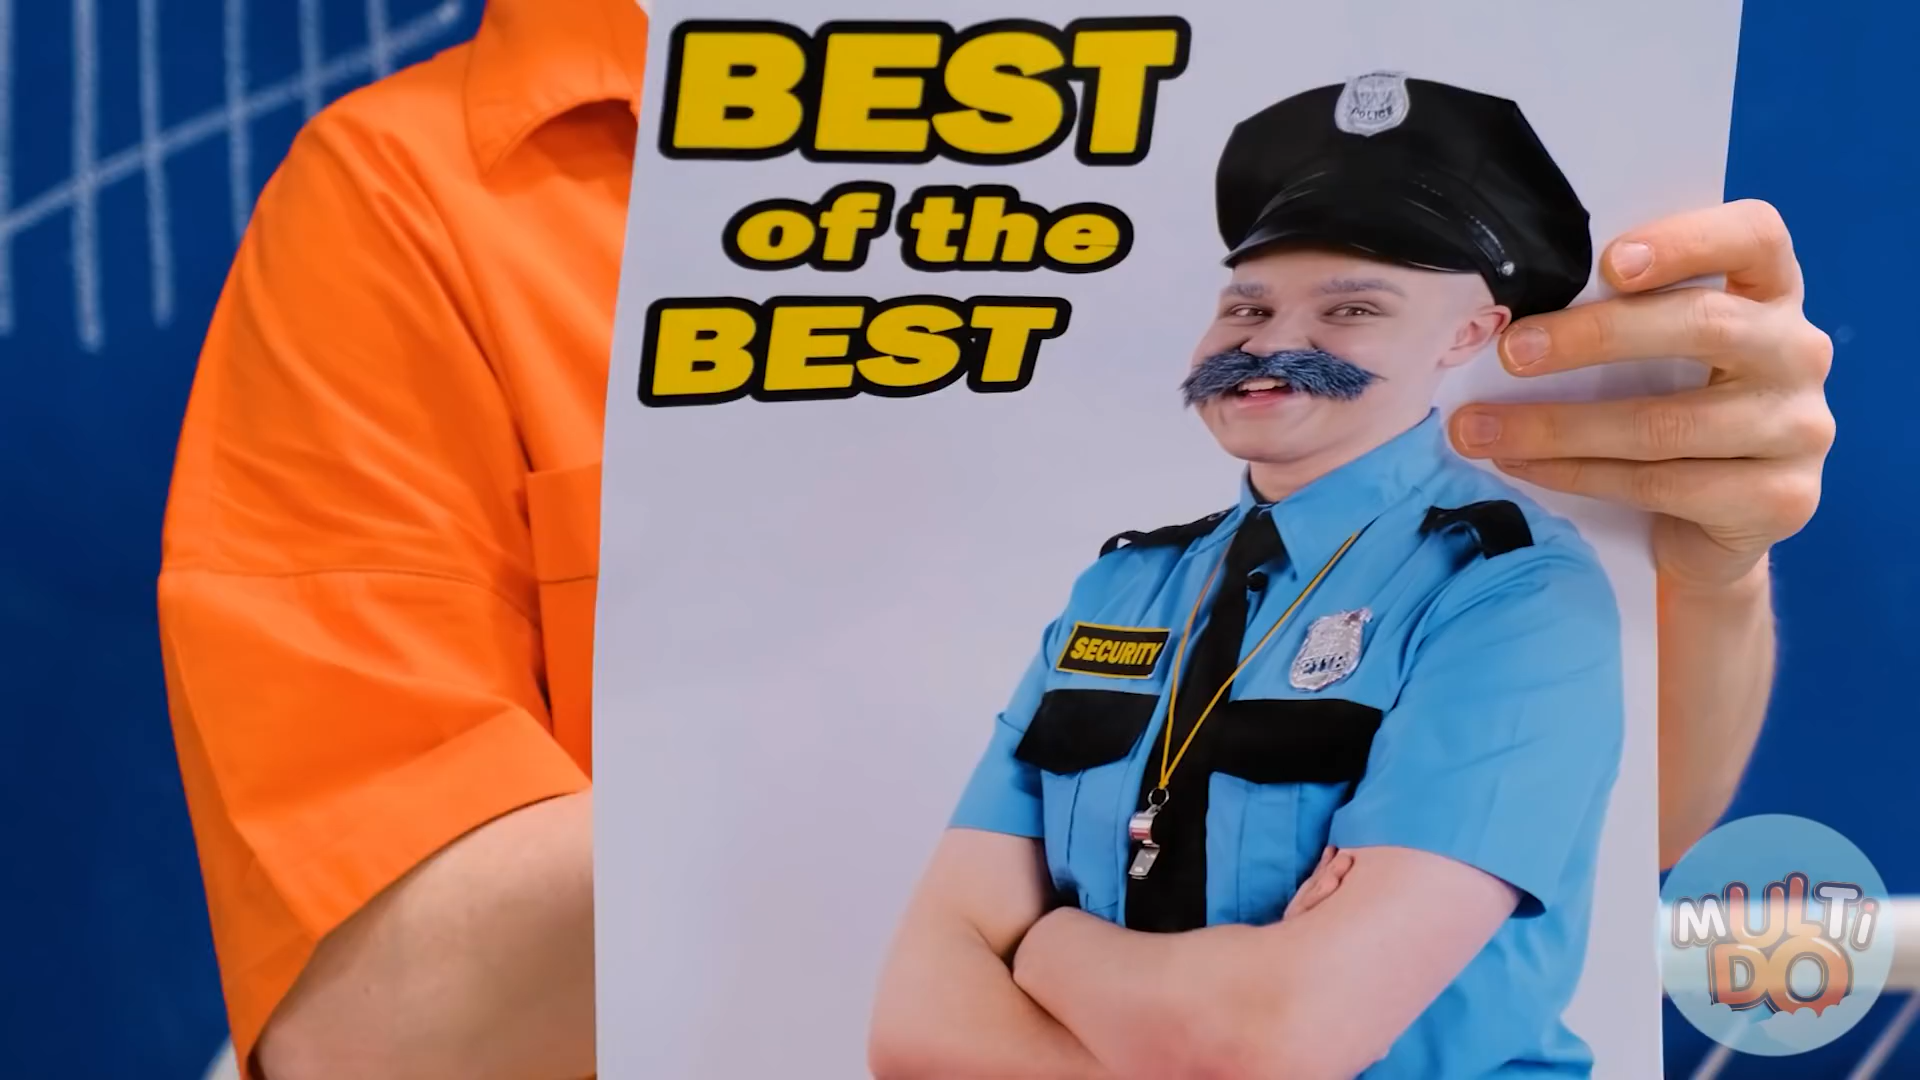 BEST
of the
BEST
POLICE
SECURITY
MULTi
DO